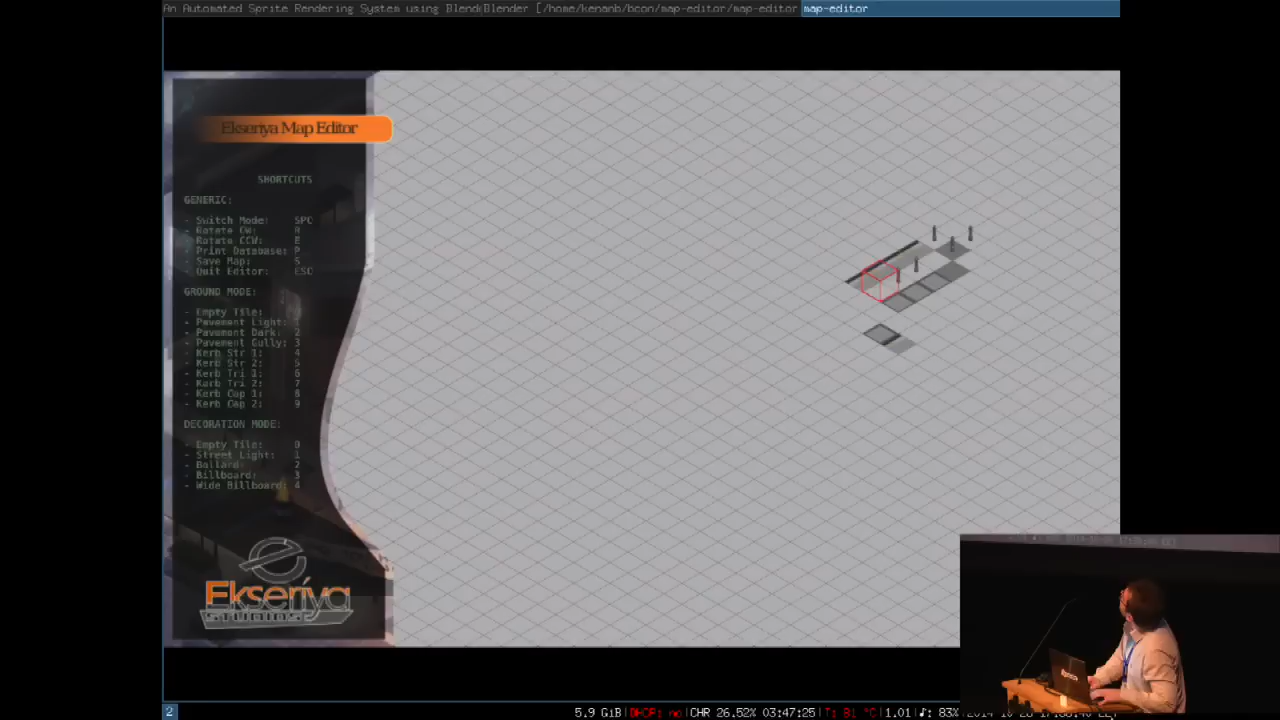 An Automated Sprite Rendering System using Blend(Blender [/home/kenanb/bcon/map-editor/map-editor map-editor
Ekseriya Map Editor
SHORTCUTS
GENERIC:
- Switch Mode: SPC
- Rotate CW: R
- Rotate CCW: E
- Print Database: P
- Save Map: S
- Quit Editor: ESC
GROUND MODE:
- Empty Tile:
- Pavement Light:
- Pavement Dark: 2
- Pavement Gully: 3
- Kerb Str 1: 4
- Kerb Str 2: 5
- Kerb Tri 1: 6
- Kerb Tri 2: 7
- Kerb Cap 1: 8
- Kerb Cap 2: 9
DECORATION MODE:
- Empty Tile: 0
- Street Light: 1
- Bollard: 2
- Billboard: 3
- Wide Billboard: 4
e
Ekseriya
STUDIOS
2
5.9 GiB|DHCP: no|CHR 26.52% 03:47:25|T: 81 °C|1.01|♪: 83%